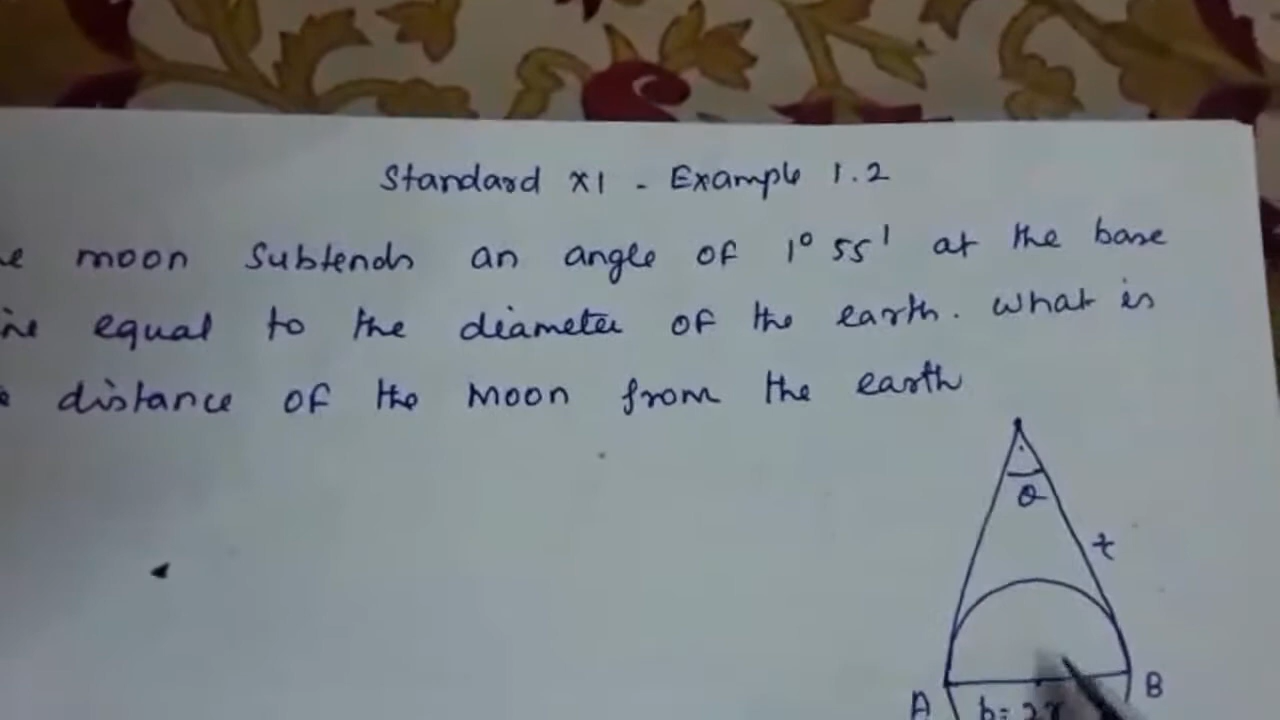 Standard XI - Example 1.2
moon subtends an angle of 1° 55' at the base
equal to the diameter of the earth. What is
distance of the moon from the earth
θ
x
A
B
b=2